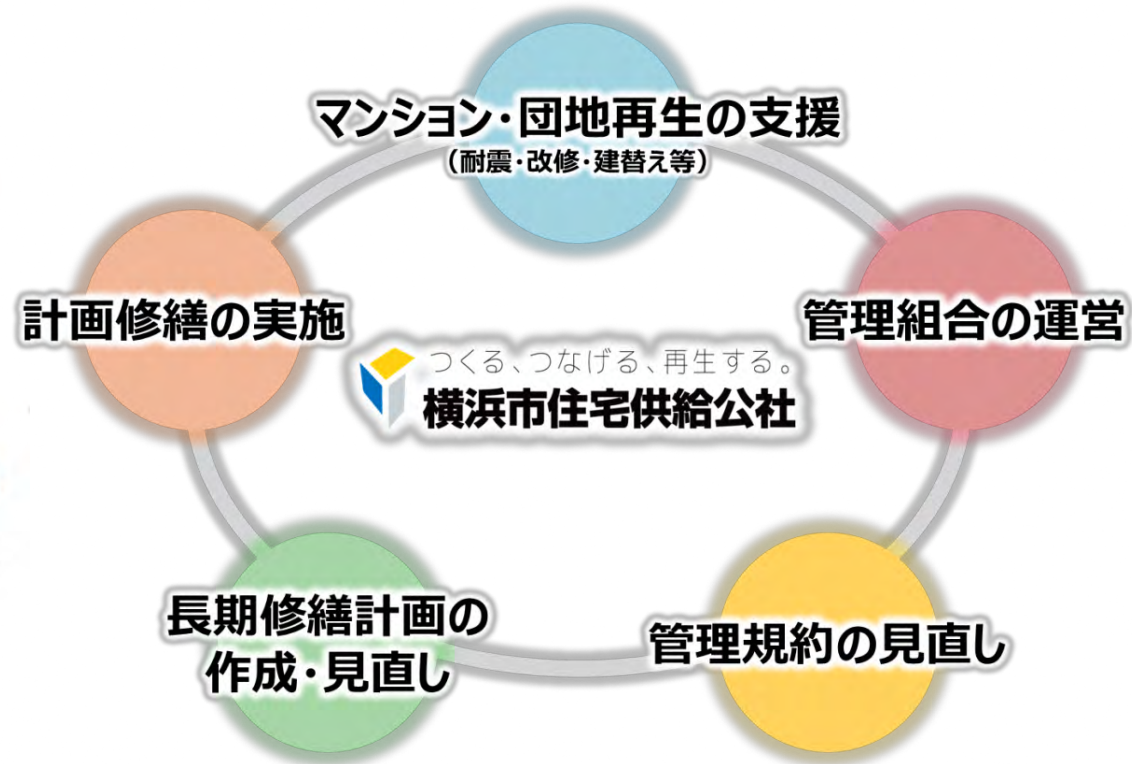 マンション・団地再生の支援
（耐震・改修・建替え等）
計画修繕の実施
管理組合の運営
つくる、つなげる、再生する。
横浜市住宅供給公社
長期修繕計画の
作成・見直し
管理規約の見直し